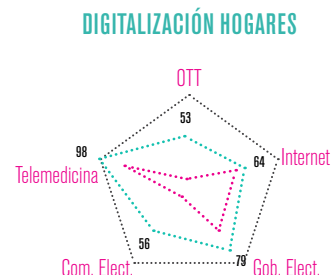 DIGITALIZACIÓN HOGARES
OTT
53
98
64
Internet
Telemedicina
56
79
Com. Elect.
Gob. Elect.